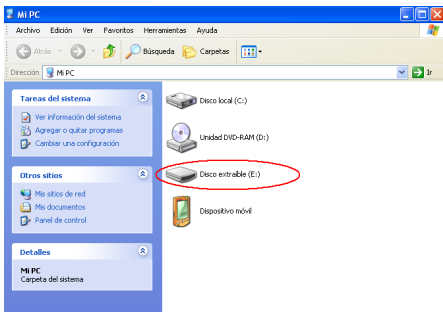 Mi PC
Archivo Edición Ver Favoritos Herramientas Ayuda
Atrás Búsqueda Carpetas
Dirección Mi PC Ir
Tareas del sistema
Ver información del sistema
Agregar o quitar programas
Cambiar una configuración
Otros sitios
Mis sitios de red
Mis documentos
Panel de control
Detalles
Mi PC
Carpeta del sistema
Disco local (C:)
Unidad DVD-RAM (D:)
Disco extraíble (E:)
Dispositivo móvil